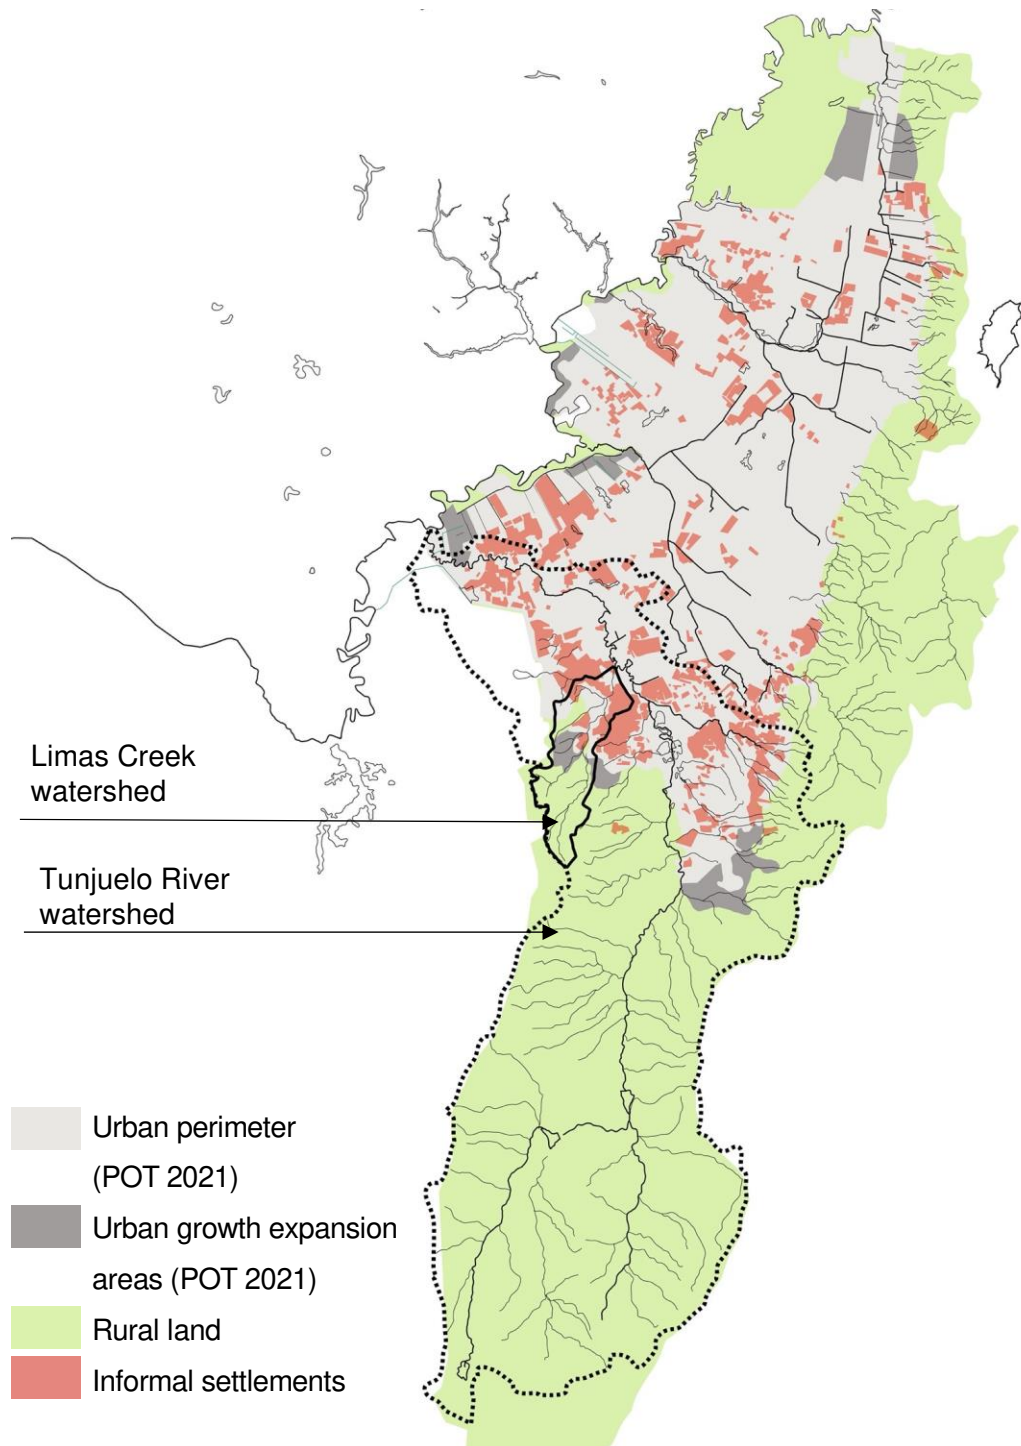 Limas Creek
watershed
Tunjuelo River
watershed
Urban perimeter
(POT 2021)
Urban growth expansion
areas (POT 2021)
Rural land
Informal settlements